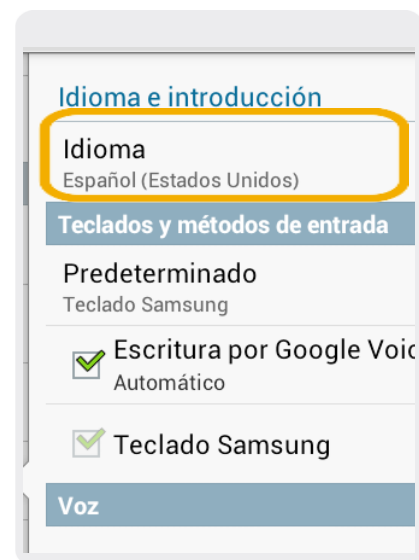 Idioma e introducción
Idioma
Español (Estados Unidos)
Teclados y métodos de entrada
Predeterminado
Teclado Samsung
Escritura por Google
Automático
Teclado Samsung
Voz